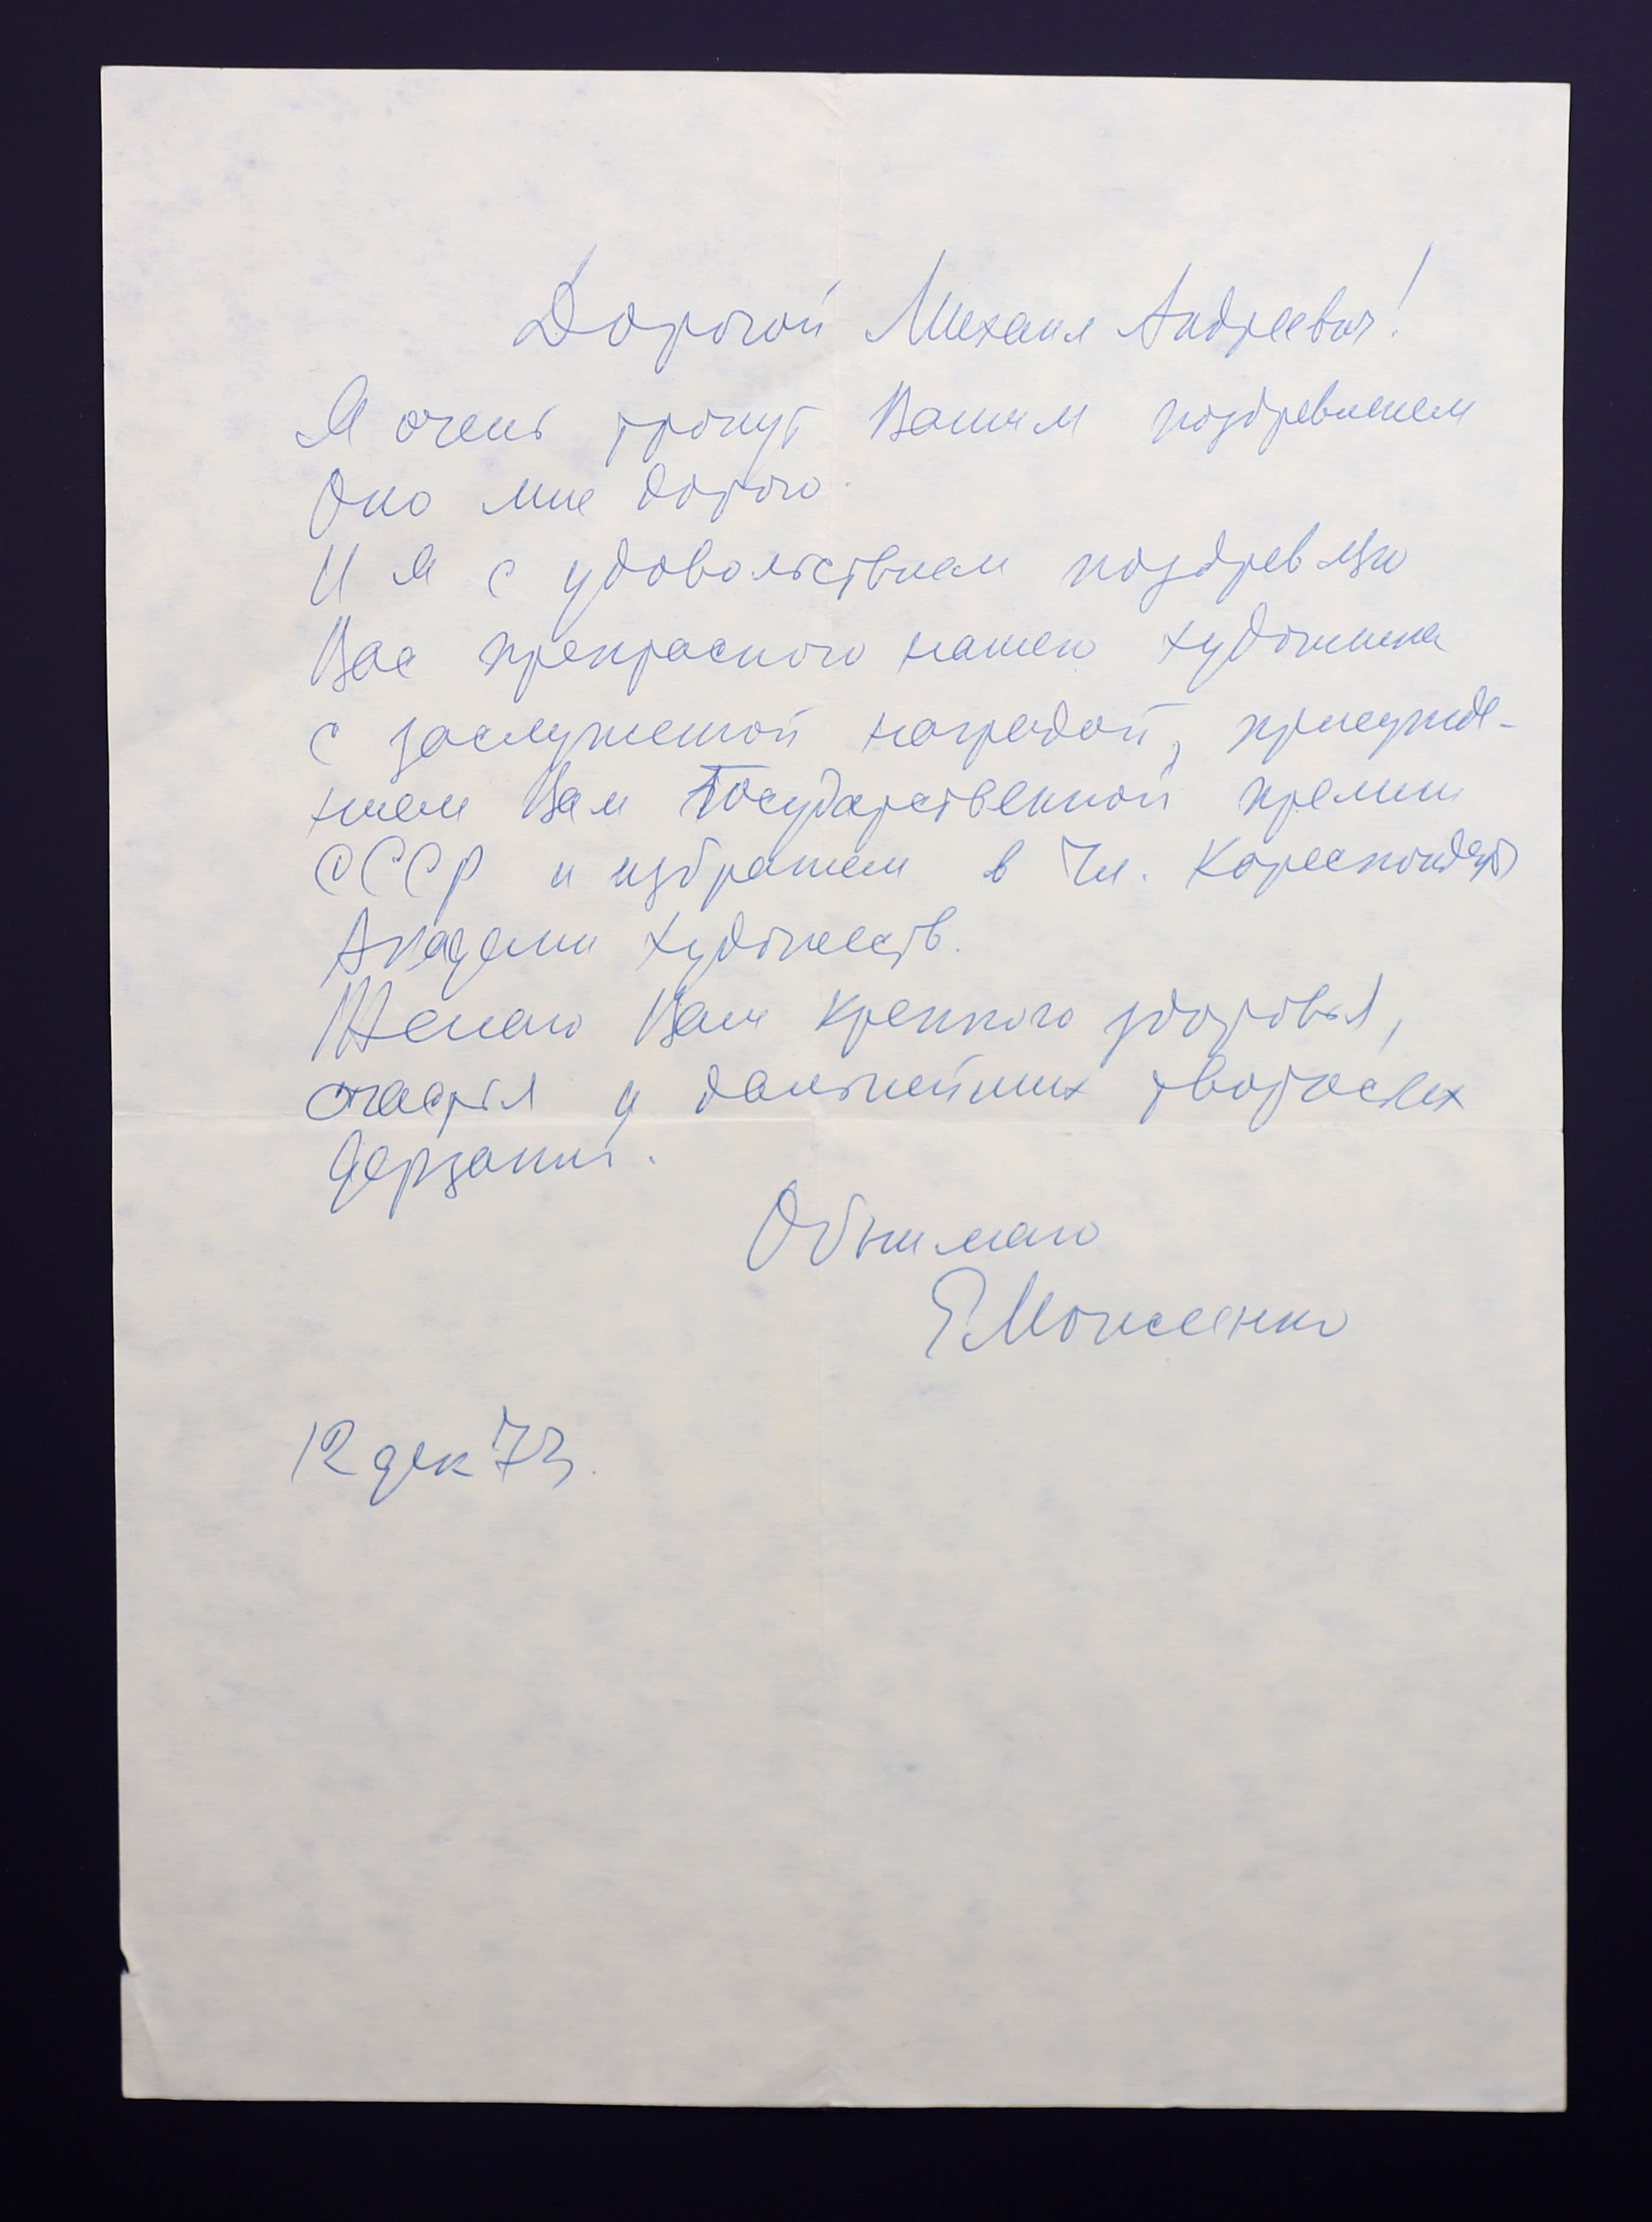 Дорогой Михаил Андреевич!
Я очень тронут Вашим поздравлением
Оно мне дорого.
И я с удовольствием поздравляю
Вас прекрасного нашего художника
с заслуженной наградой, присужде-
нием Вам Государственной премии
СССР и избранием в Чл. Кореспондент
Академии художеств.
Желаю Вам крепкого здоровья,
счастья и дальнейших творческих
дерзаний.
Обнимаю
Е Моисеенко
12 дек 73.